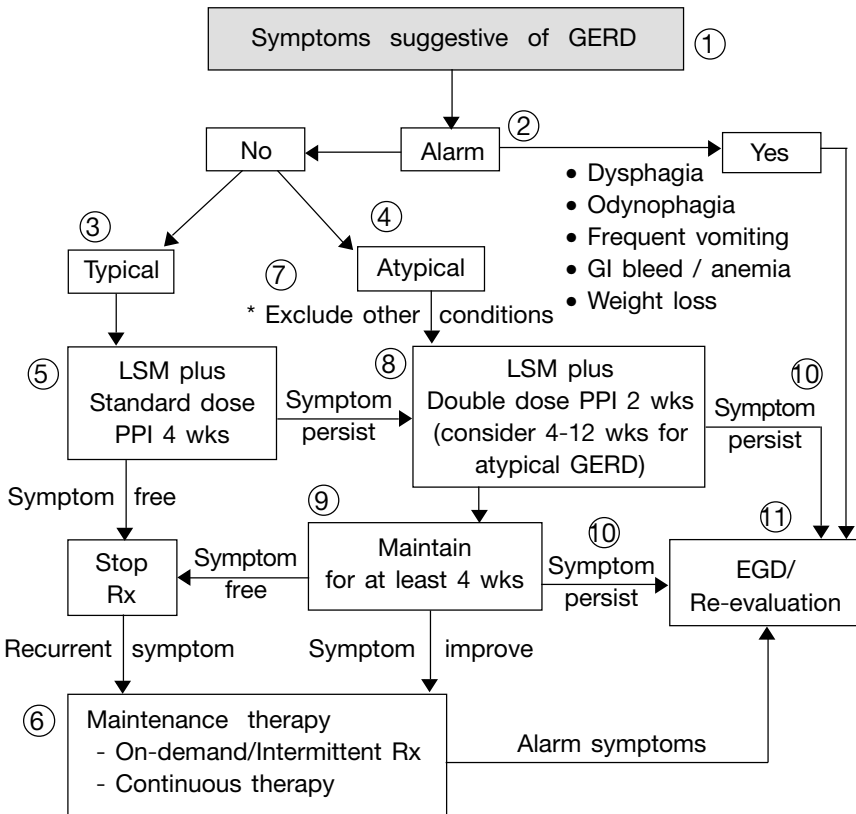 Symptoms suggestive of GERD
①
②
No
Alarm
Yes
• Dysphagia
• Odynophagia
• Frequent vomiting
• GI bleed / anemia
• Weight loss
③
④
Typical
Atypical
⑦
* Exclude other conditions
⑤
LSM plus
Standard dose
PPI 4 wks
Symptom
persist
⑧
LSM plus
Double dose PPI 2 wks
(consider 4-12 wks for
atypical GERD)
⑩
Symptom
persist
Symptom free
⑨
Stop
Rx
Symptom
free
Maintain
for at least 4 wks
⑩
Symptom
persist
⑪
EGD/
Re-evaluation
Recurrent symptom
Symptom improve
⑥
Maintenance therapy
- On-demand/Intermittent Rx
- Continuous therapy
Alarm symptoms